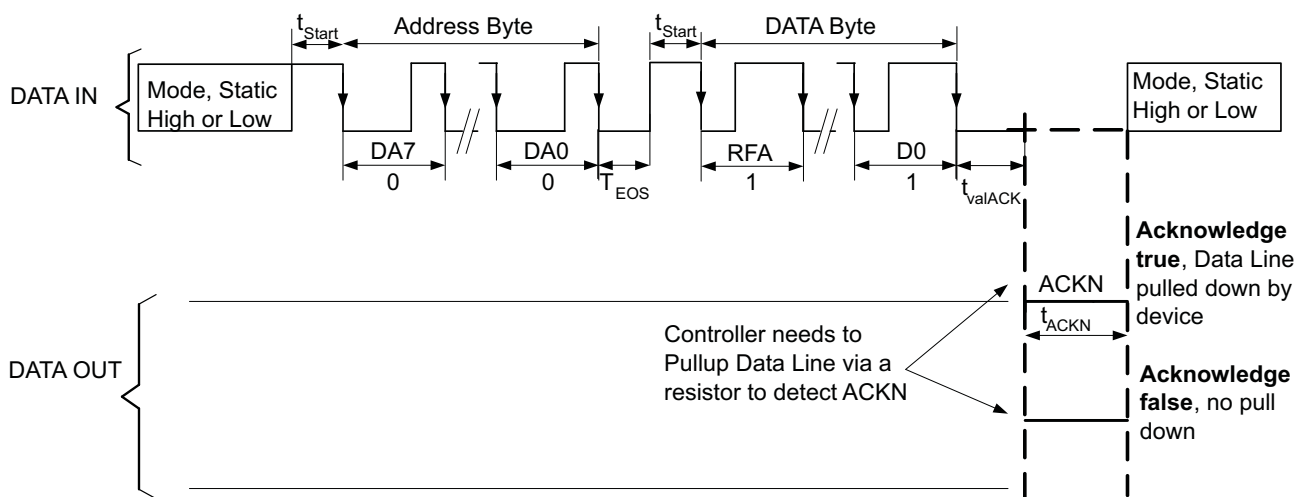 tStart
Address Byte
tStart
DATA Byte
DATA IN
Mode, Static
High or Low
Mode, Static
High or Low
DA7
0
DA0
0
TEOS
RFA
1
D0
1
tvalACK
Acknowledge
true, Data Line
pulled down by
device
ACKN
tACKN
Controller needs to
Pullup Data Line via a
resistor to detect ACKN
DATA OUT
Acknowledge
false, no pull
down